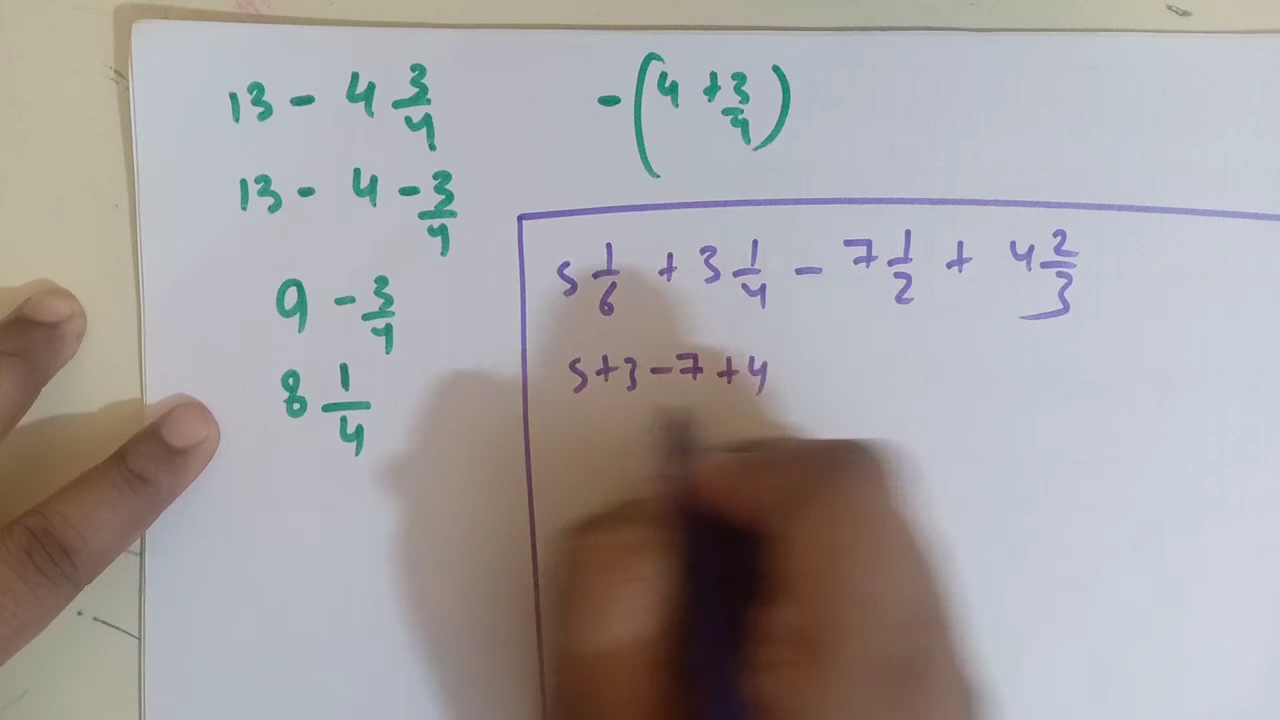 13 - 4 3/4
13 - 4 - 3/4
9 - 3/4
8 1/4
-(4 + 3/4)
5 1/6 + 3 1/4 - 7 1/2 + 4 2/3
5+3-7+4